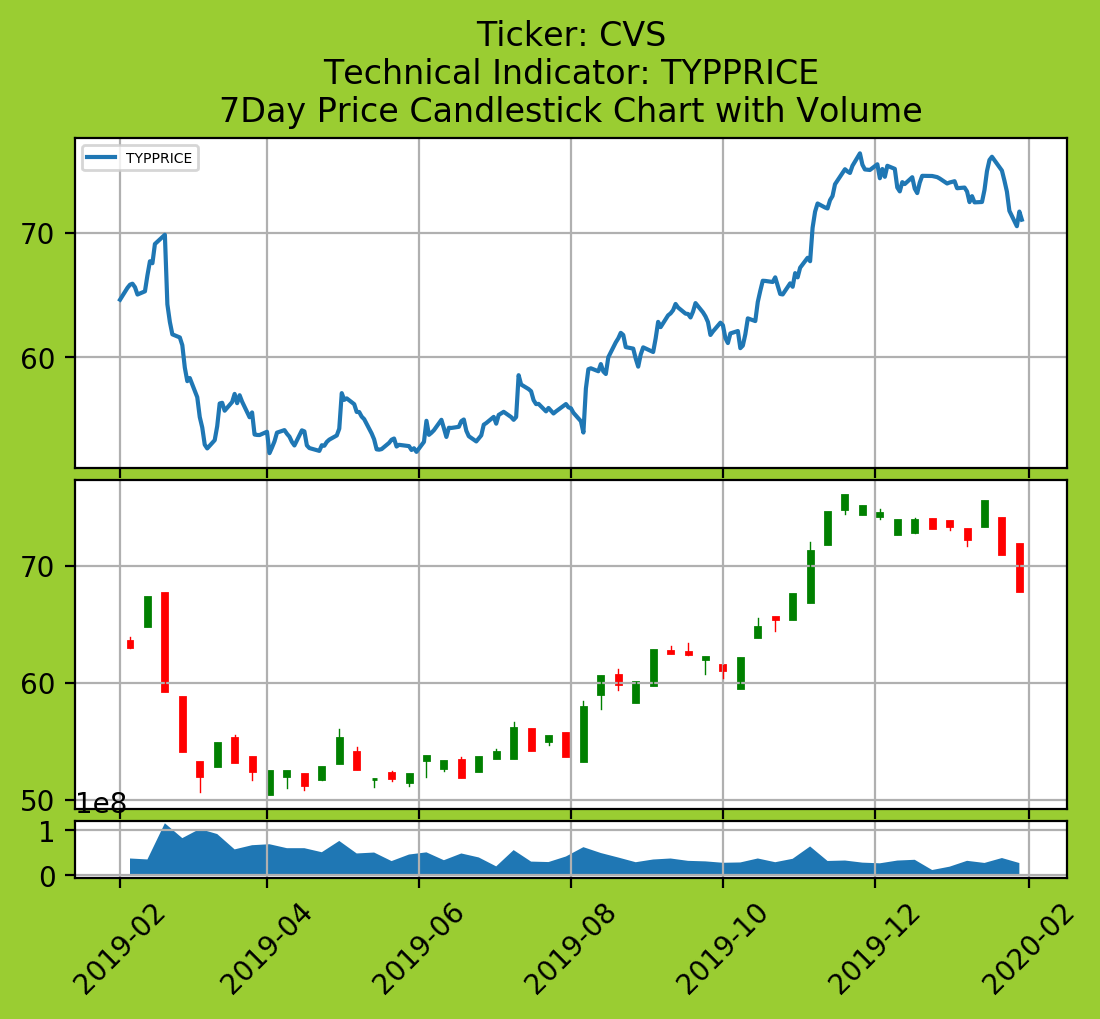 Ticker: CVS
Technical Indicator: TYPPRICE
7Day Price Candlestick Chart with Volume
TYPPRICE
70
60
70
60
50
1e8
1
0
2019-02
2019-04
2019-06
2019-08
2019-10
2019-12
2020-02